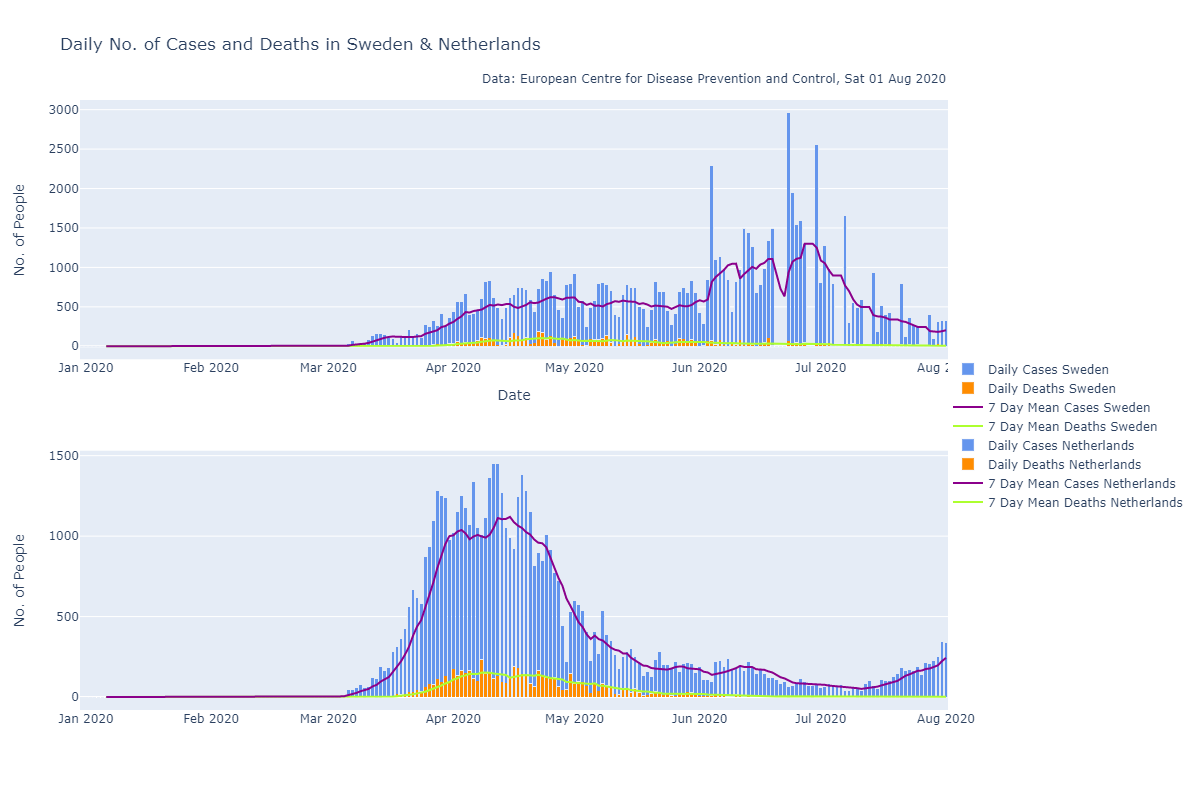 Daily No. of Cases and Deaths in Sweden & Netherlands
Data: European Centre for Disease Prevention and Control, Sat 01 Aug 2020
3000
2500
2000
1500
1000
500
0
No. of People
Jan 2020 Feb 2020 Mar 2020 Apr 2020 May 2020 Jun 2020 Jul 2020 Aug 2
Date
Daily Cases Sweden
Daily Deaths Sweden
7 Day Mean Cases Sweden
7 Day Mean Deaths Sweden
Daily Cases Netherlands
Daily Deaths Netherlands
7 Day Mean Cases Netherlands
7 Day Mean Deaths Netherlands
1500
1000
500
0
No. of People
Jan 2020 Feb 2020 Mar 2020 Apr 2020 May 2020 Jun 2020 Jul 2020 Aug 2020